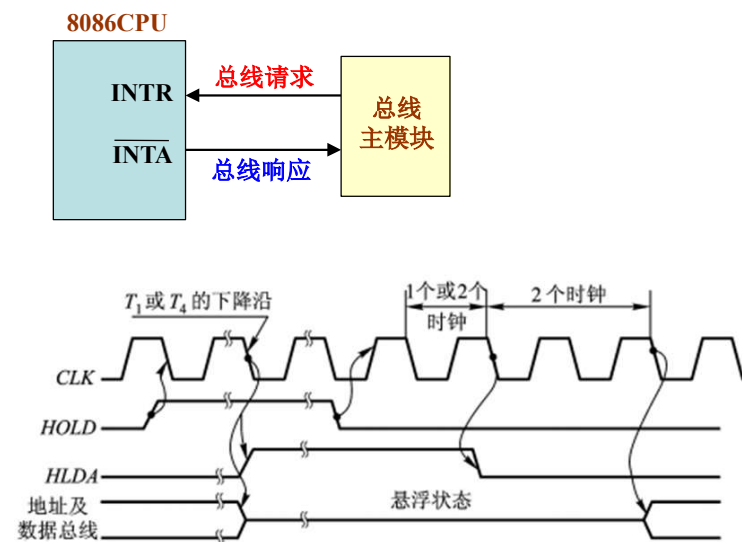 8086CPU
INTR
总线请求
总线
主模块
INTA
总线响应
T₁或 T₄ 的下降沿
1个或2个
时钟
2 个时钟
CLK
HOLD
HLDA
地址及
数据总线
悬浮状态